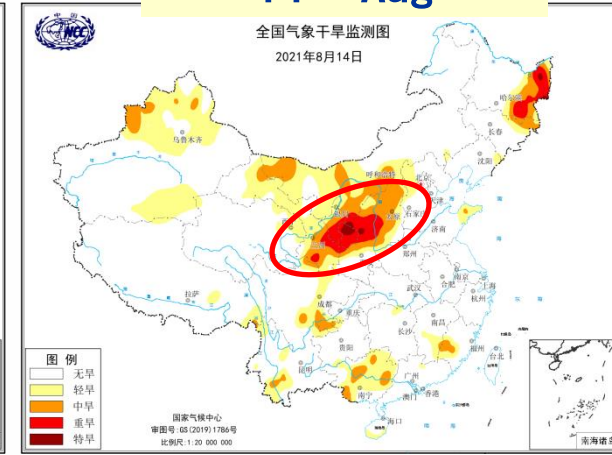 Aug
中 国
NCC
全国气象干旱监测图
2021年8月14日
哈尔滨
长春
乌鲁木齐
沈阳
呼和浩特
北京
天津
银川
太原
石家庄
济南
兰州
郑州
拉萨
成都
重庆
武汉
合肥
南京
上海
杭州
长沙
南昌
贵阳
福州
台北
昆明
南宁
广州
澳门
香港
海口
东 海
图 例
无旱
轻旱
中旱
重旱
特旱
国家气候中心
审图号:GS(2019)1786号
比例尺:1:20 000 000
南海诸岛